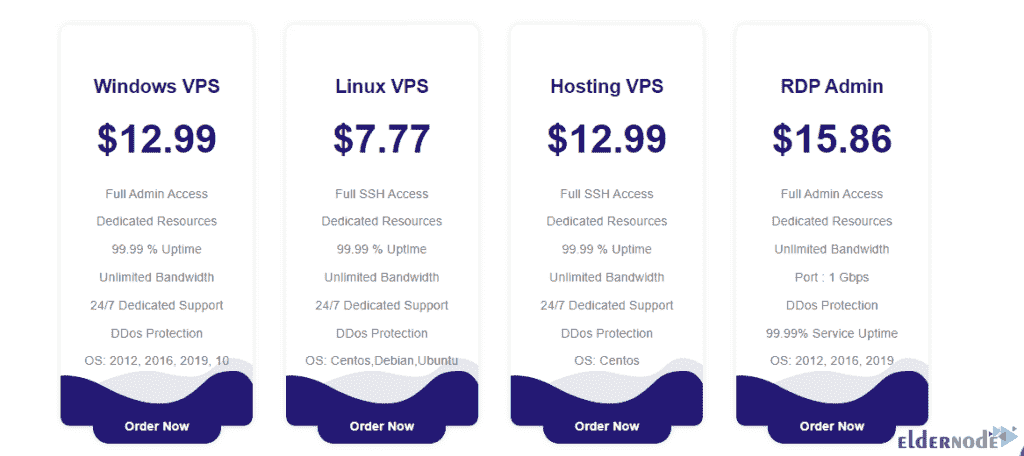 Windows VPS
$12.99
Full Admin Access
Dedicated Resources
99.99 % Uptime
Unlimited Bandwidth
24/7 Dedicated Support
DDos Protection
OS: 2012, 2016, 2019, 10
Order Now
Linux VPS
$7.77
Full SSH Access
Dedicated Resources
99.99 % Uptime
Unlimited Bandwidth
24/7 Dedicated Support
DDos Protection
OS: Centos,Debian,Ubuntu
Order Now
Hosting VPS
$12.99
Full SSH Access
Dedicated Resources
99.99 % Uptime
Unlimited Bandwidth
24/7 Dedicated Support
DDos Protection
OS: Centos
Order Now
RDP Admin
$15.86
Full Admin Access
Dedicated Resources
Unlimited Bandwidth
Port : 1 Gbps
DDos Protection
99.99% Service Uptime
OS: 2012, 2016, 2019
Order Now
ELDERNODE